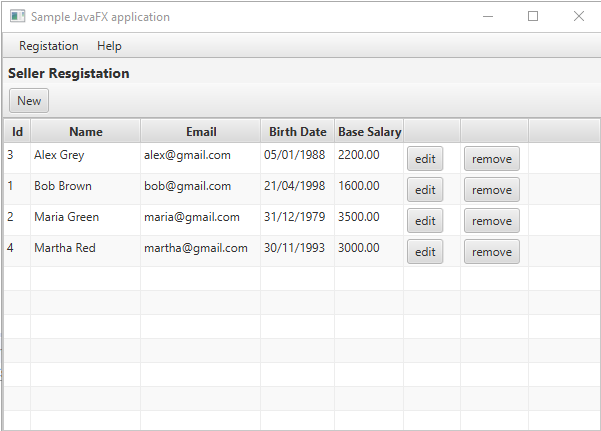 Sample JavaFX application
Registation Help
Seller Resgistation
New
Id Name Email Birth Date Base Salary
3 Alex Grey alex@gmail.com 05/01/1988 2200.00 edit remove
1 Bob Brown bob@gmail.com 21/04/1998 1600.00 edit remove
2 Maria Green maria@gmail.com 31/12/1979 3500.00 edit remove
4 Martha Red martha@gmail.com 30/11/1993 3000.00 edit remove